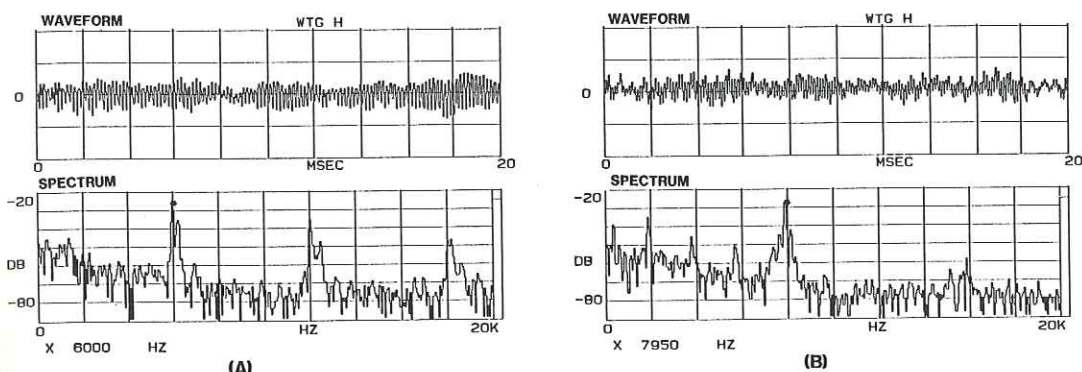 WAVEFORM
WTG H
0
0
MSEC
20
SPECTRUM
-20
DB
-80
0
HZ
20K
X 6000 HZ
(A)
WAVEFORM
WTG H
0
0
MSEC
20
SPECTRUM
-20
DB
-80
0
HZ
20K
X 7950 HZ
(B)